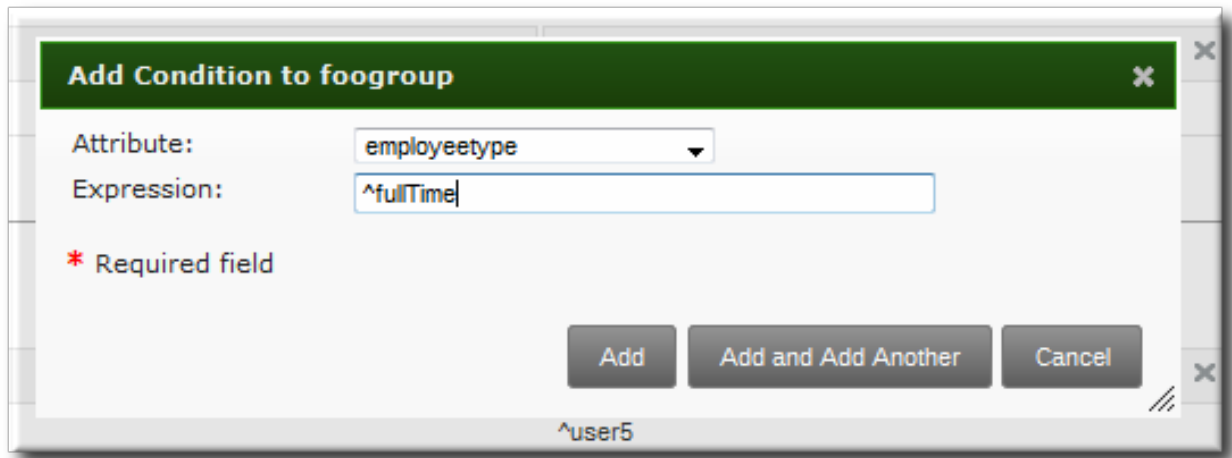 Add Condition to foogroup
Attribute: employeetype
Expression: ^fullTime
* Required field
Add Add and Add Another Cancel
^user5